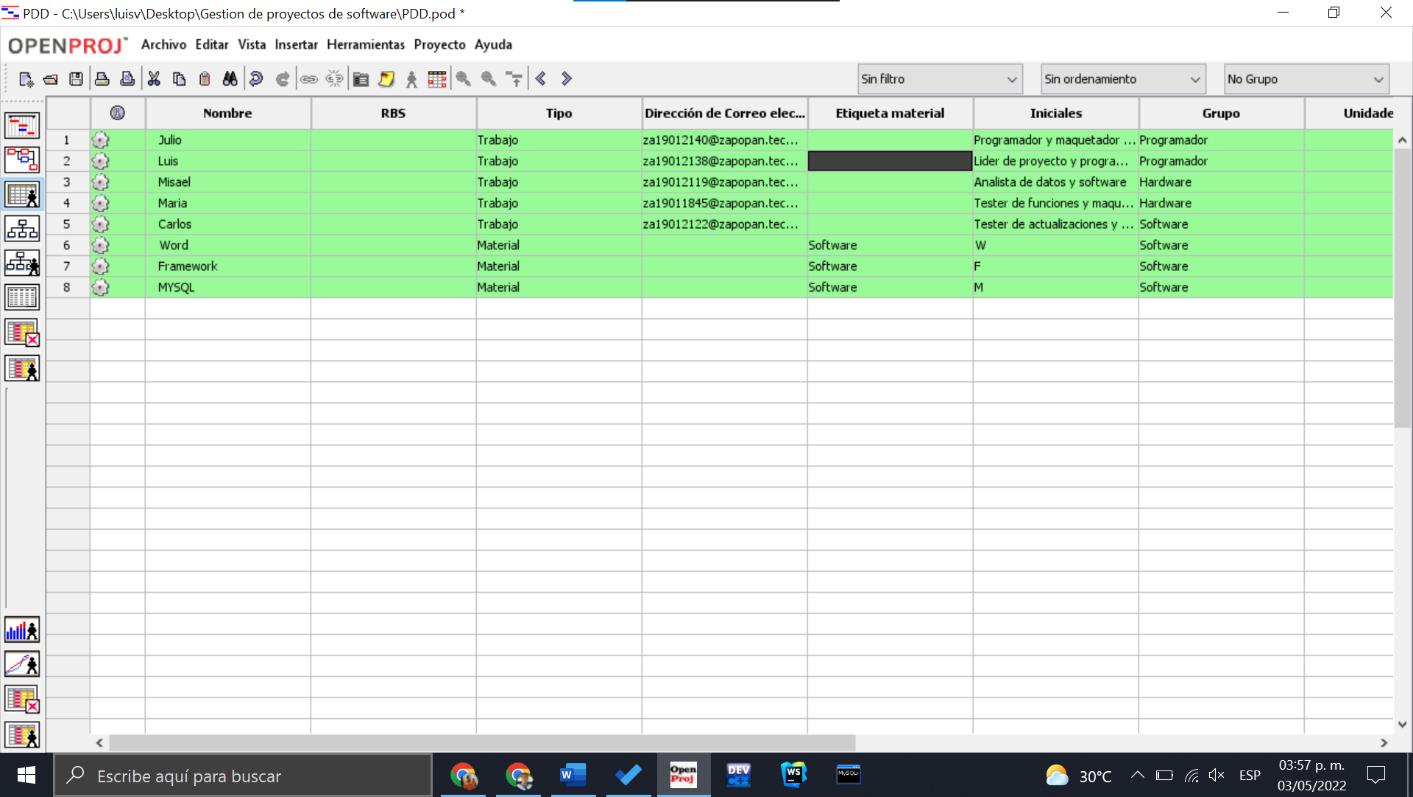 PDD - C:\Users\luisv\Desktop\Gestion de proyectos de software\PDD.pod *
OPENPROJ™ Archivo Editar Vista Insertar Herramientas Proyecto Ayuda
Sin filtro Sin ordenamiento No Grupo
Nombre RBS Tipo Dirección de Correo elec... Etiqueta material Iniciales Grupo Unidade
1 Julio Trabajo za19012140@zapopan.tec... Programador y maquetador ... Programador
2 Luis Trabajo za19012138@zapopan.tec... Lider de proyecto y progra... Programador
3 Misael Trabajo za19012119@zapopan.tec... Analista de datos y software Hardware
4 Maria Trabajo za19011845@zapopan.tec... Tester de funciones y maqu... Hardware
5 Carlos Trabajo za19012122@zapopan.tec... Tester de actualizaciones y ... Software
6 Word Material Software W Software
7 Framework Material Software F Software
8 MYSQL Material Software M Software
Escribe aquí para buscar
W
Open
Proj
DEV
WS
MySQL
30°C
ESP
03:57 p. m.
03/05/2022